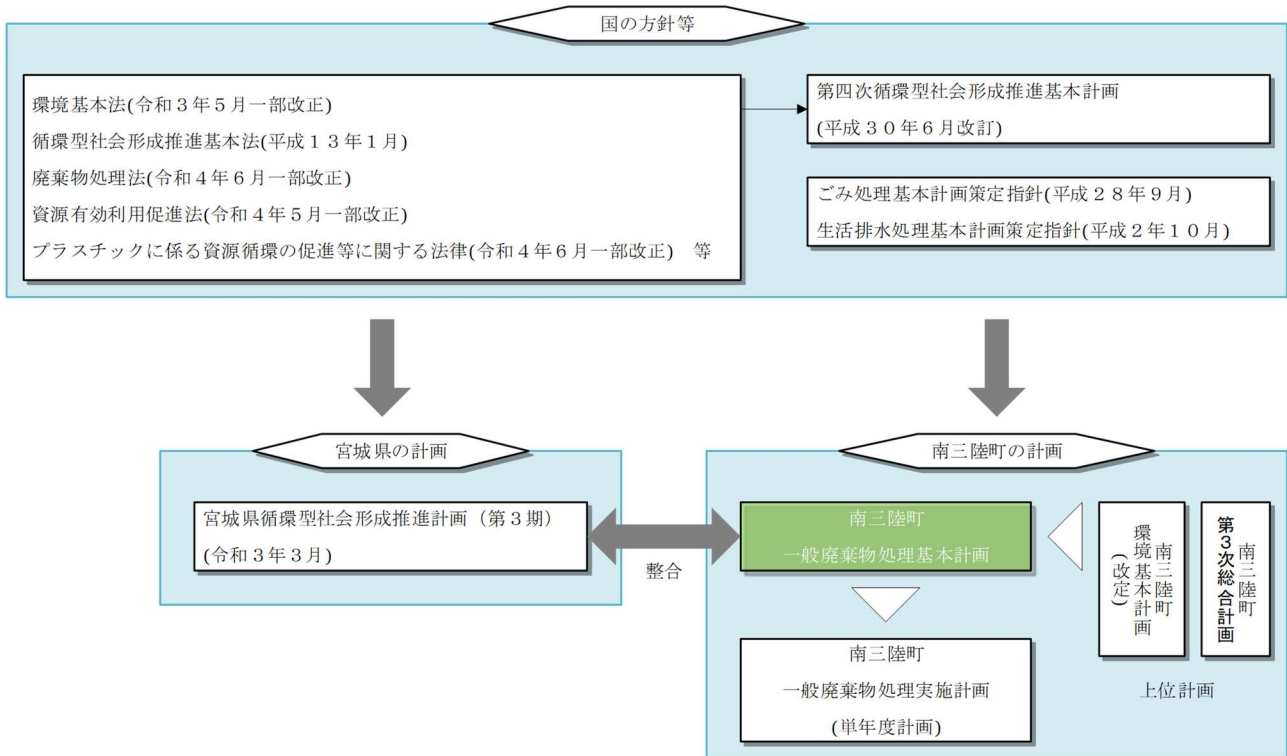 国の方針等
環境基本法(令和３年５月一部改正)
循環型社会形成推進基本法(平成１３年１月)
廃棄物処理法(令和４年６月一部改正)
資源有効利用促進法(令和４年５月一部改正)
プラスチックに係る資源循環の促進等に関する法律(令和４年６月一部改正)　等
第四次循環型社会形成推進基本計画
(平成３０年６月改訂)
ごみ処理基本計画策定指針(平成２８年９月)
生活排水処理基本計画策定指針(平成２年１０月)
宮城県の計画
宮城県循環型社会形成推進計画（第３期）
(令和３年３月)
整合
南三陸町の計画
南三陸町
一般廃棄物処理基本計画
南三陸町
一般廃棄物処理実施計画
(単年度計画)
南三陸町
第３次総合計画
南三陸町
環境基本計画
(改定)
上位計画